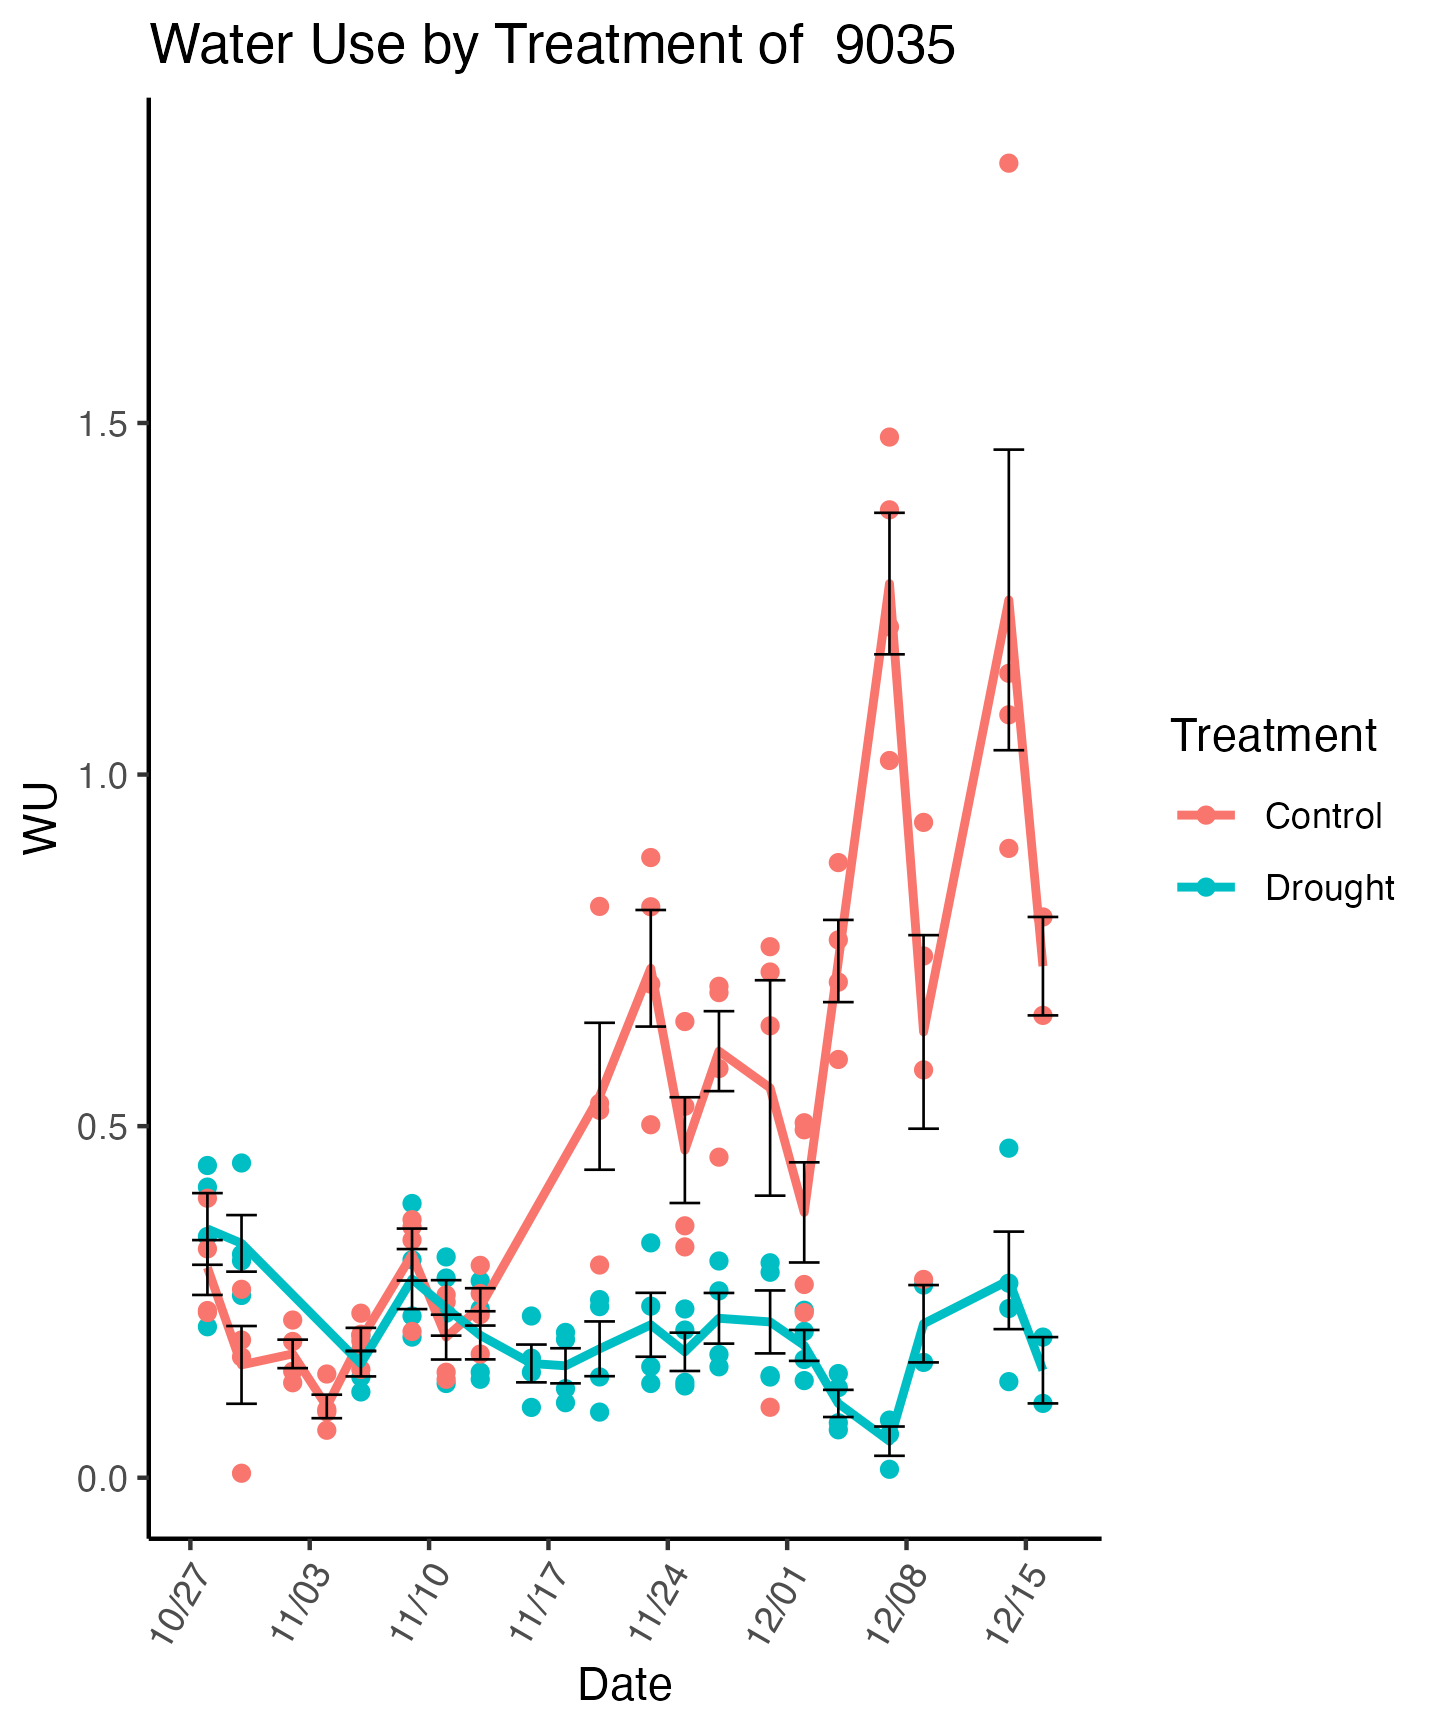 Water Use by Treatment of  9035
WU
1.5
1.0
0.5
0.0
10/27
11/03
11/10
11/17
11/24
12/01
12/08
12/15
Date
Treatment
Control
Drought